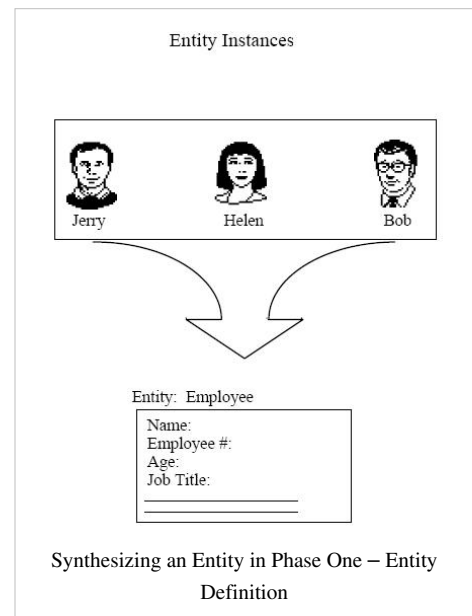 Entity Instances
Jerry Helen Bob
Entity: Employee
Name:
Employee #:
Age:
Job Title:
Synthesizing an Entity in Phase One – Entity
Definition